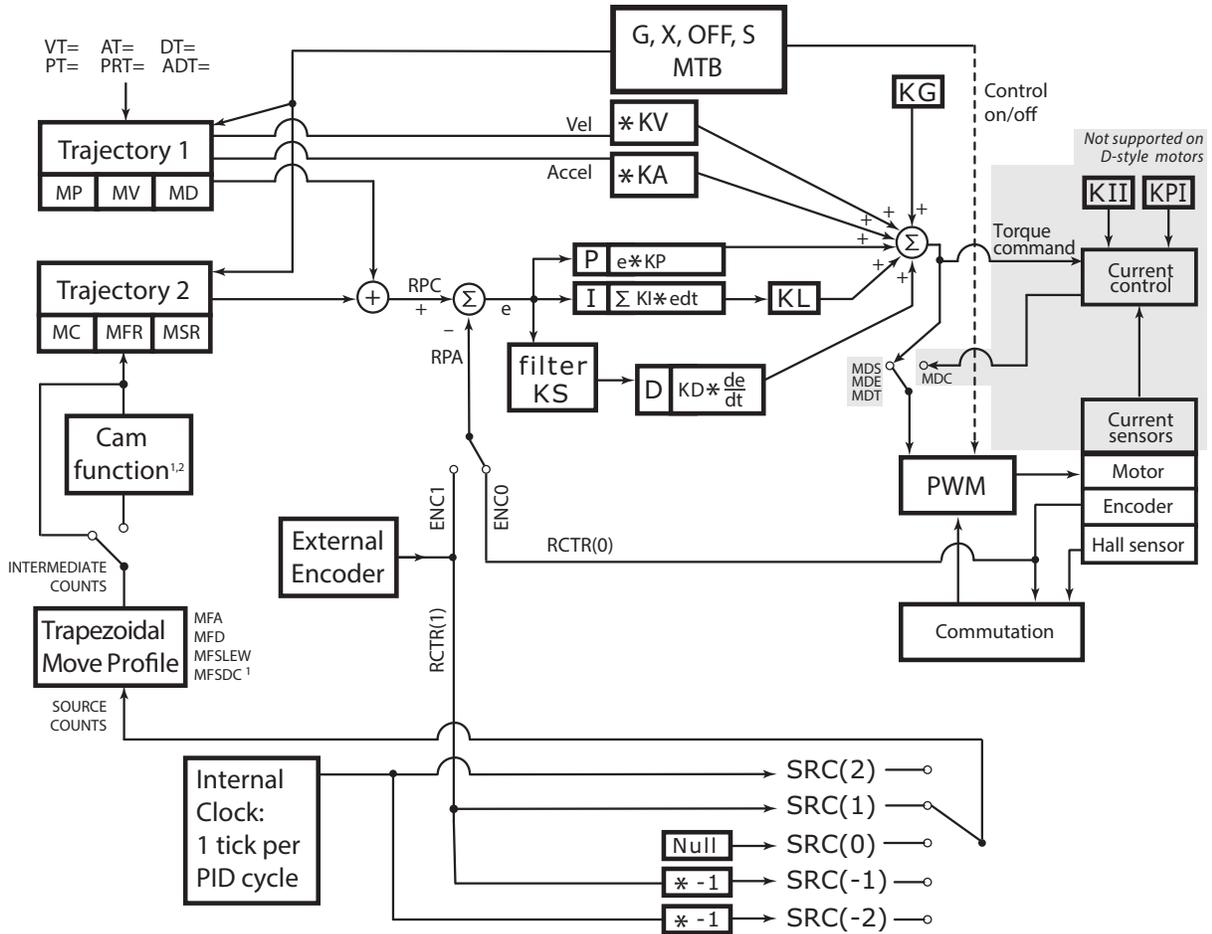 G, X, OFF, S
MTB
VT= AT= DT=
PT= PRT= ADT=
KG
Control
on/off
Vel
*KV
Trajectory 1
MP MV MD
Accel
*KA
Not supported on
D-style motors
KII KPI
+ + + + + +
Σ
Torque
command
Current
control
Trajectory 2
MC MFR MSR
+
RPC
+
Σ
e
−
RPA
P e*KP
I Σ KI*edt
KL
filter
KS
D KD* de
dt
MDS
MDE
MDT
MDC
Current
sensors
Motor
Encoder
Hall sensor
PWM
Cam
function1,2
ENC1
ENC0
External
Encoder
RCTR(0)
INTERMEDIATE
COUNTS
Trapezoidal
Move Profile
MFA
MFD
MFSLEW
MFSDC 1
RCTR(1)
Commutation
SOURCE
COUNTS
Internal
Clock:
1 tick per
PID cycle
SRC(2)
SRC(1)
Null SRC(0)
* -1 SRC(-1)
* -1 SRC(-2)